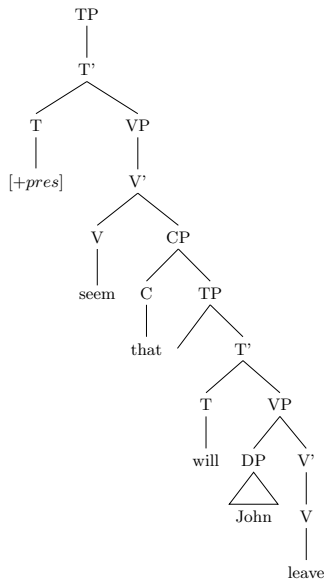 TP
T'
T VP
[+pres] V'
V CP
seem C TP
that T'
T VP
will DP V'
John V
leave